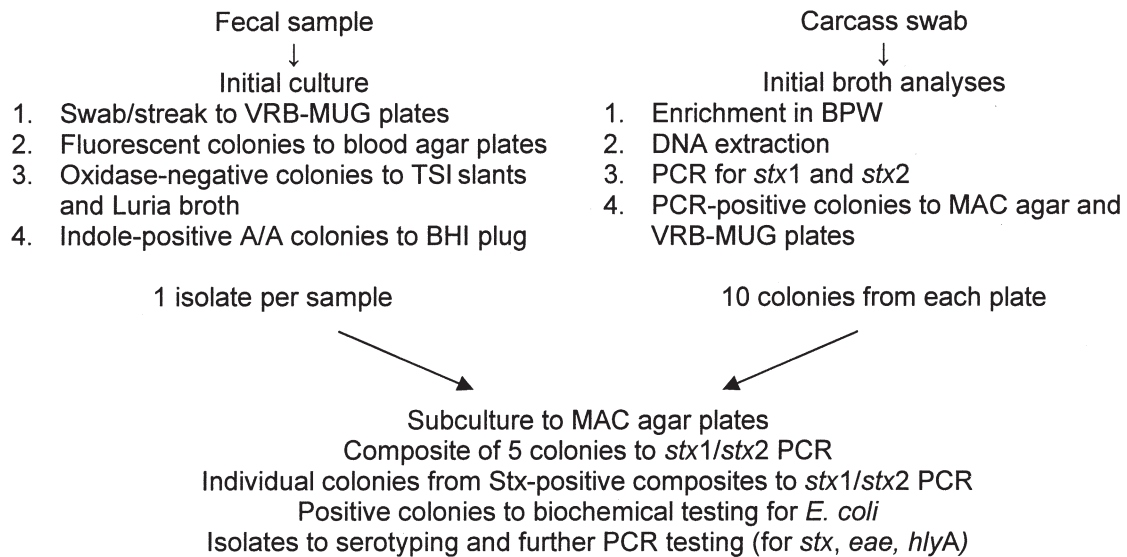 Fecal sample
↓
Initial culture
1. Swab/streak to VRB-MUG plates
2. Fluorescent colonies to blood agar plates
3. Oxidase-negative colonies to TSI slants
and Luria broth
4. Indole-positive A/A colonies to BHI plug
1 isolate per sample
Carcass swab
↓
Initial broth analyses
1. Enrichment in BPW
2. DNA extraction
3. PCR for stx1 and stx2
4. PCR-positive colonies to MAC agar and
VRB-MUG plates
10 colonies from each plate
Subculture to MAC agar plates
Composite of 5 colonies to stx1/stx2 PCR
Individual colonies from Stx-positive composites to stx1/stx2 PCR
Positive colonies to biochemical testing for E. coli
Isolates to serotyping and further PCR testing (for stx, eae, hlyA)